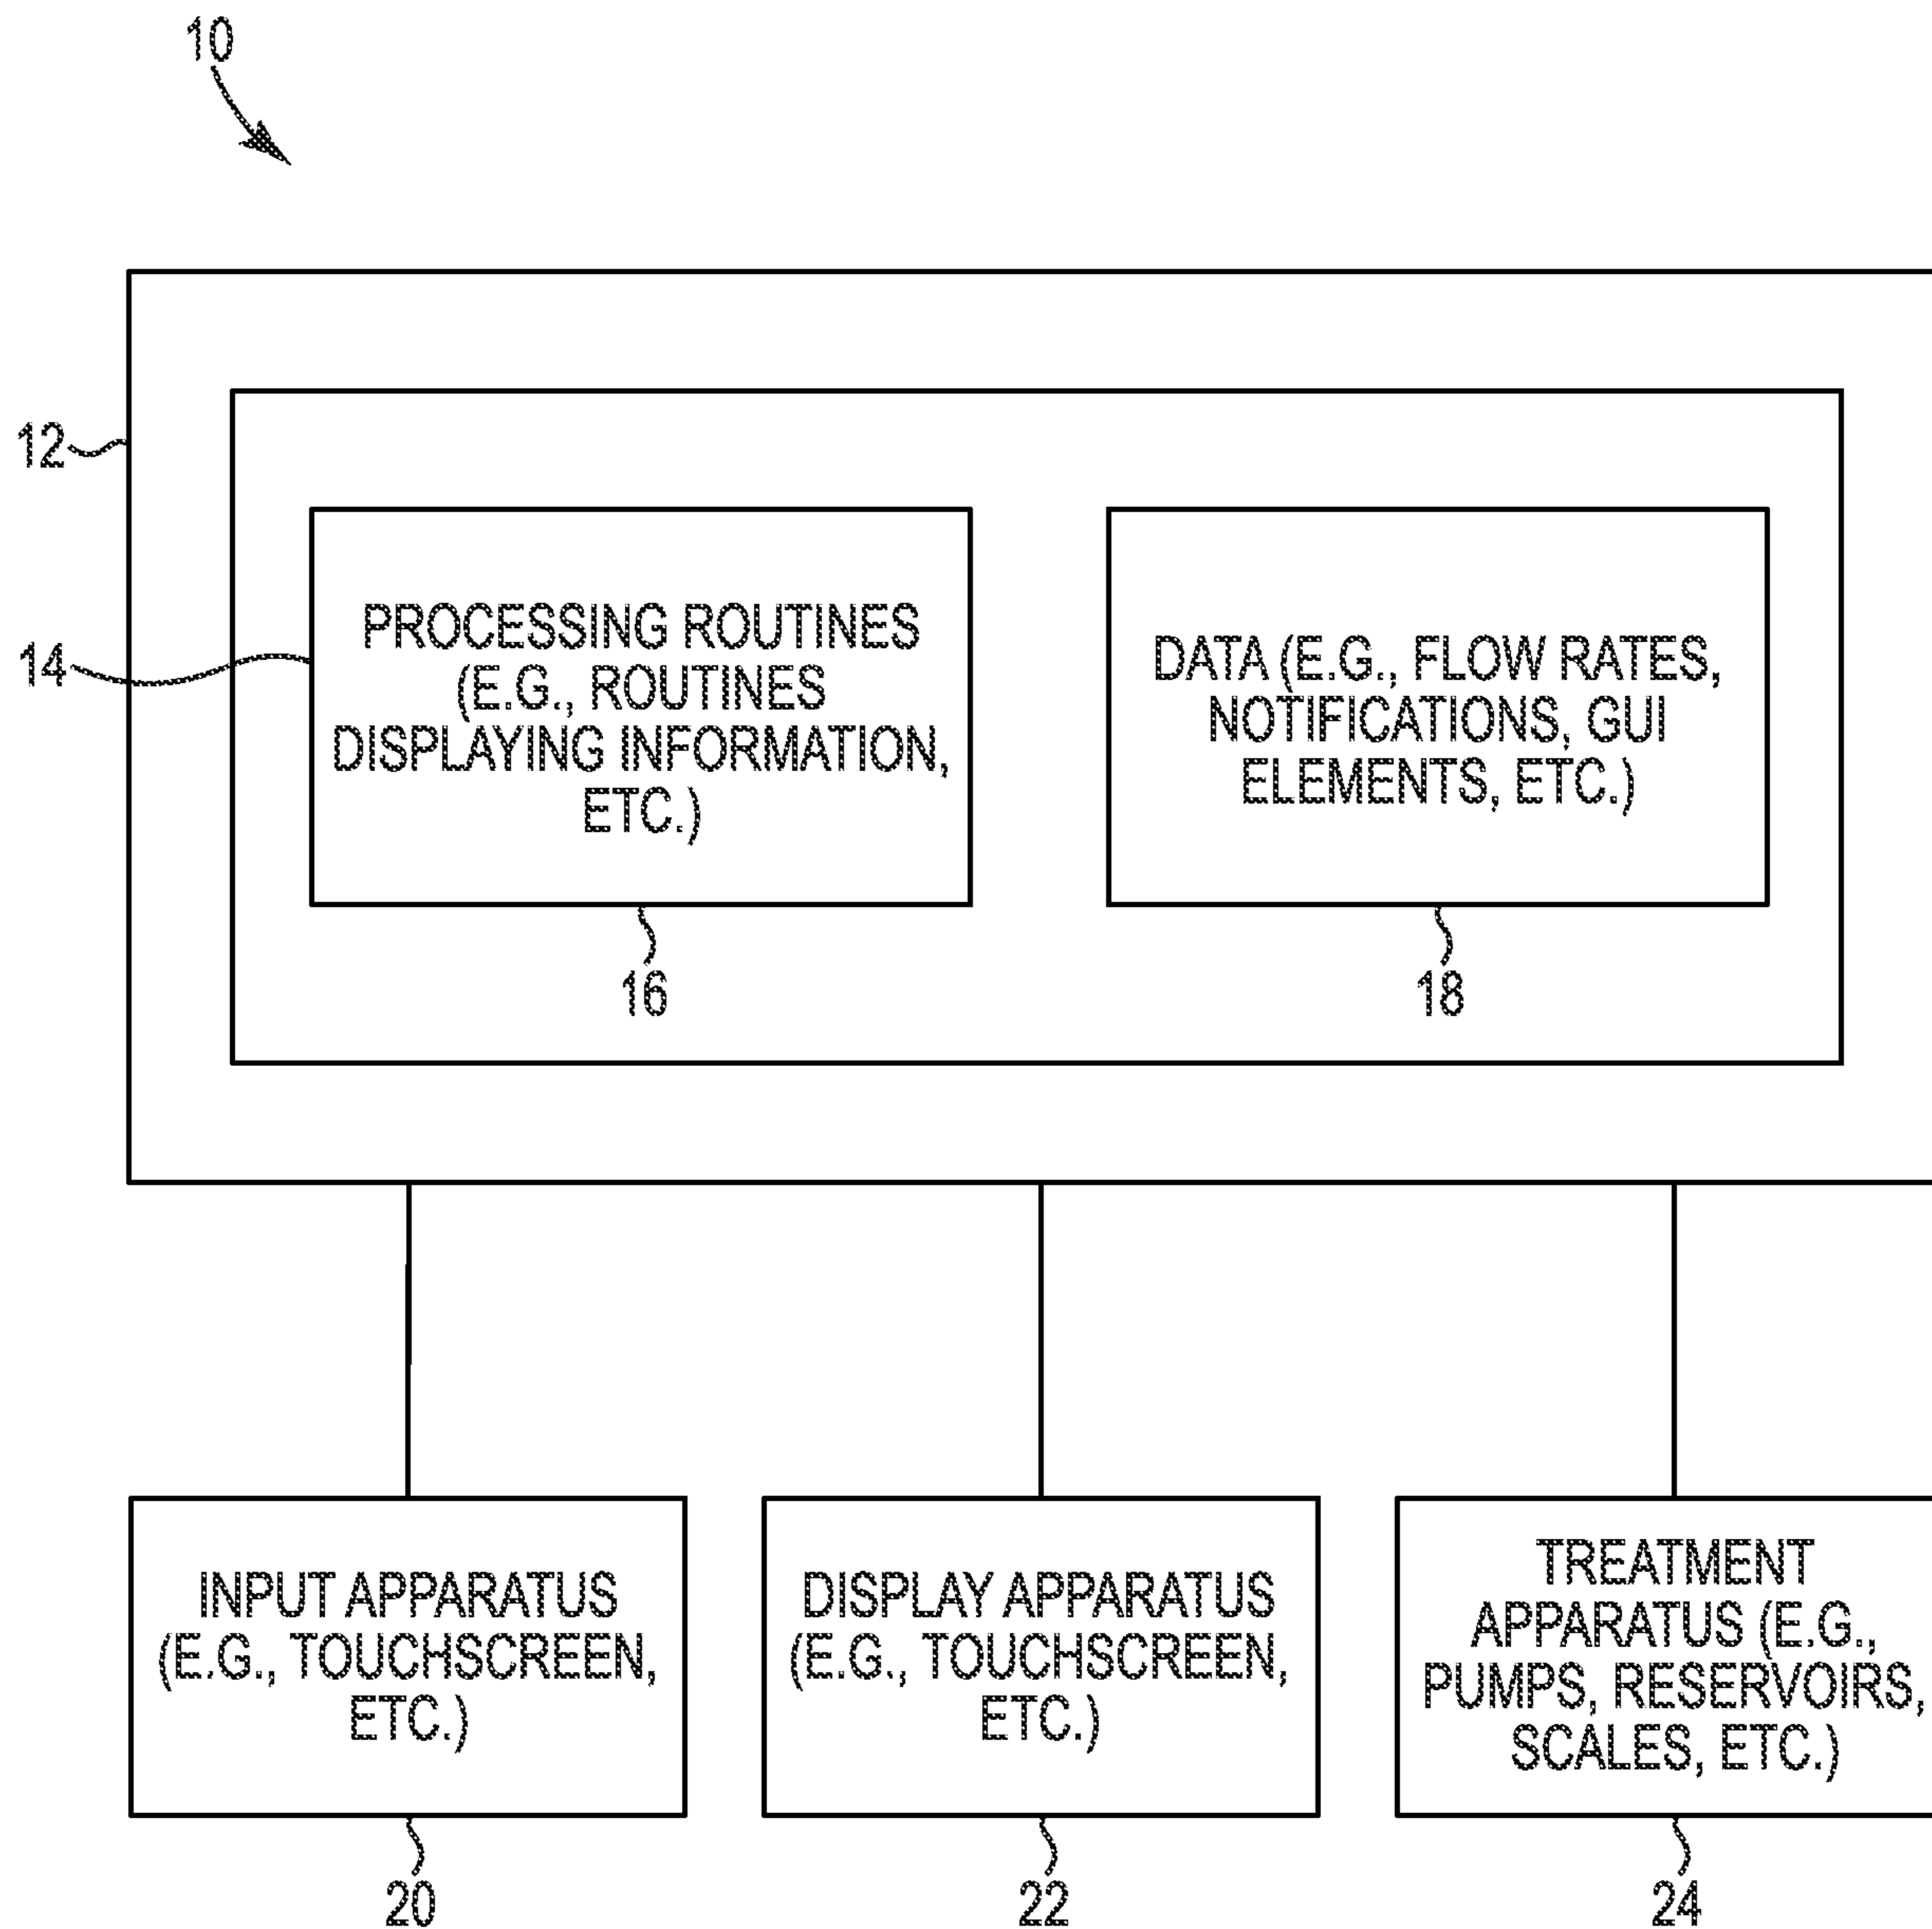 10
12
14
PROCESSING ROUTINES
(E.G., ROUTINES
DISPLAYING INFORMATION,
ETC.)
16
DATA (E.G., FLOW RATES,
NOTIFICATIONS, GUI
ELEMENTS, ETC.)
18
INPUT APPARATUS
(E.G., TOUCHSCREEN,
ETC.)
20
DISPLAY APPARATUS
(E.G., TOUCHSCREEN,
ETC.)
22
TREATMENT
APPARATUS (E.G.,
PUMPS, RESERVOIRS,
SCALES, ETC.)
24